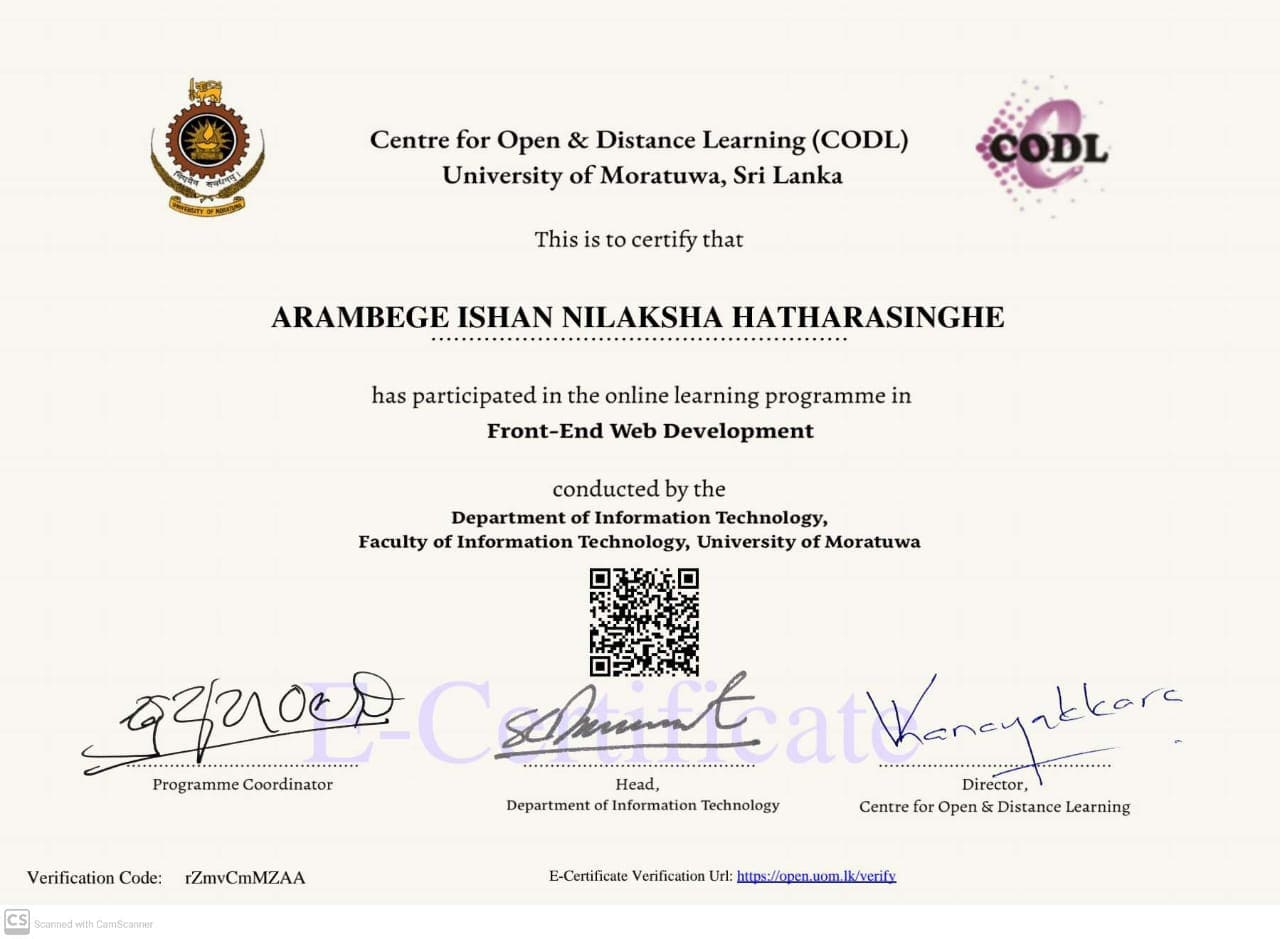 Centre for Open & Distance Learning (CODL)
University of Moratuwa, Sri Lanka
UNIVERSITY OF MORATUWA
CODL
This is to certify that
ARAMBEGE ISHAN NILAKSHA HATHARASINGHE
has participated in the online learning programme in
Front-End Web Development
conducted by the
Department of Information Technology,
Faculty of Information Technology, University of Moratuwa
E-Certificate
Programme Coordinator
Head,
Department of Information Technology
Director,
Centre for Open & Distance Learning
Verification Code: rZmvCmMZAA
E-Certificate Verification Url: https://open.uom.lk/verify
CS Scanned with CamScanner